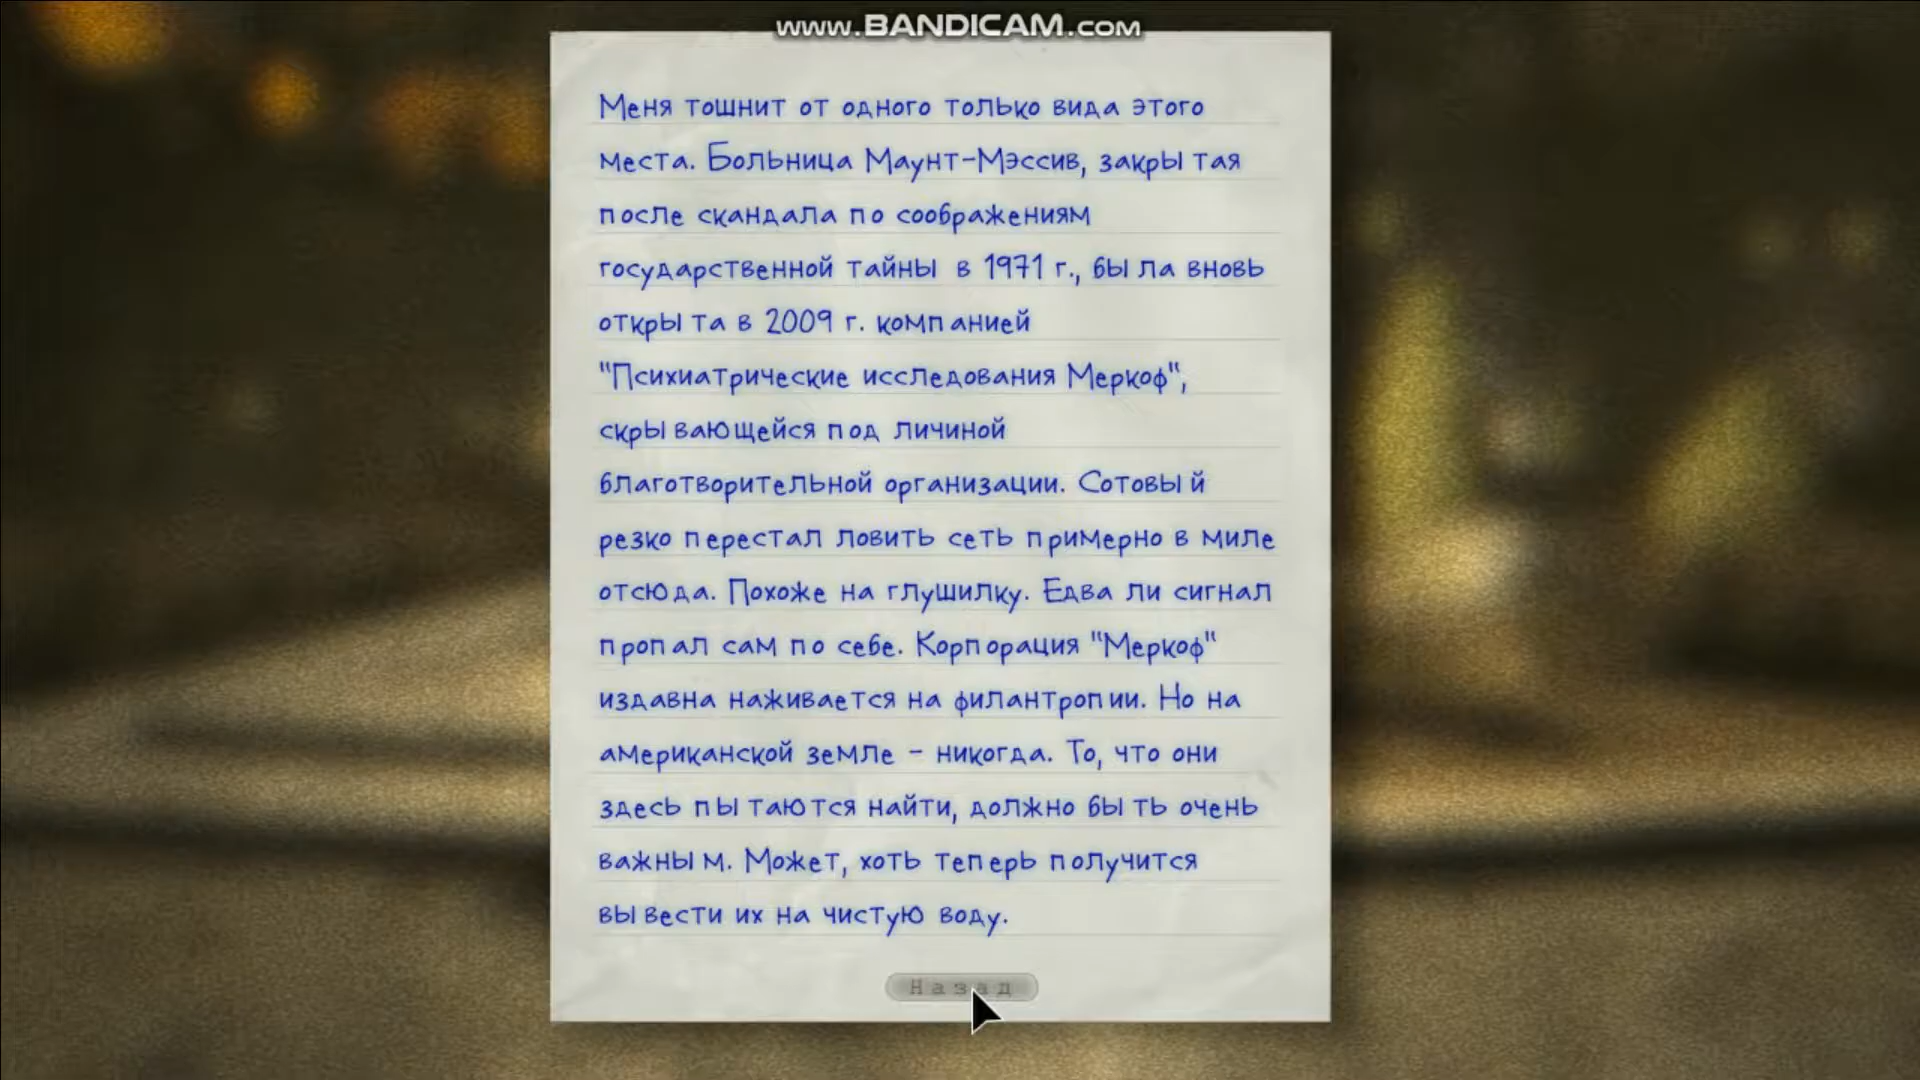 www.BANDICAM.com
Меня тошнит от одного только вида этого
места. Больница Маунт-Мэссив, закрытая
после скандала по соображениям
государственной тайны в 1971 г., была вновь
открыта в 2009 г. компанией
"Психиатрические исследования Меркоф",
скрывающейся под личиной
благотворительной организации. Сотовый
резко перестал ловить сеть примерно в миле
отсюда. Похоже на глушилку. Едва ли сигнал
пропал сам по себе. Корпорация "Меркоф"
издавна наживается на филантропии. Но на
американской земле - никогда. То, что они
здесь пытаются найти, должно быть очень
важным. Может, хоть теперь получится
вывести их на чистую воду.
Назад